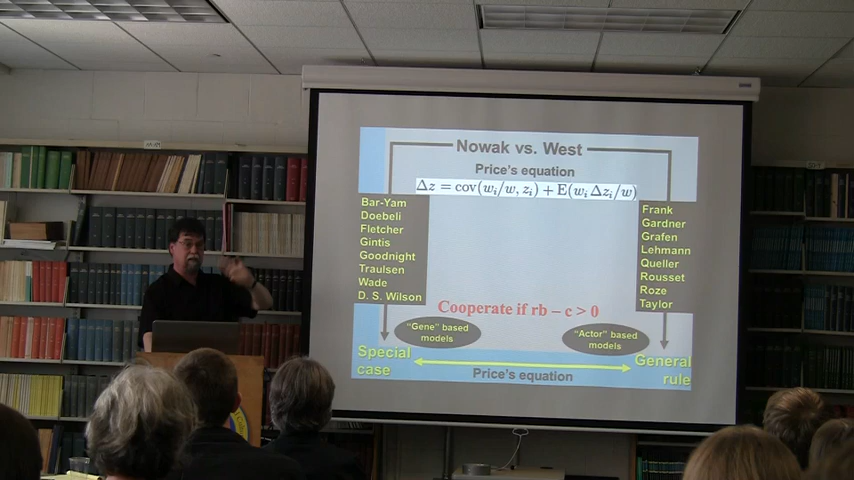 Nowak vs. West
Price's equation
Δz = cov(wᵢ/w, zᵢ) + E(wᵢ Δzᵢ/w)
Bar-Yam
Doebeli
Fletcher
Gintis
Goodnight
Traulsen
Wade
D. S. Wilson
Frank
Gardner
Grafen
Lehmann
Queller
Rousset
Roze
Taylor
Cooperate if rb – c > 0
"Gene" based
models
"Actor" based
models
Special
case
General
rule
Price's equation